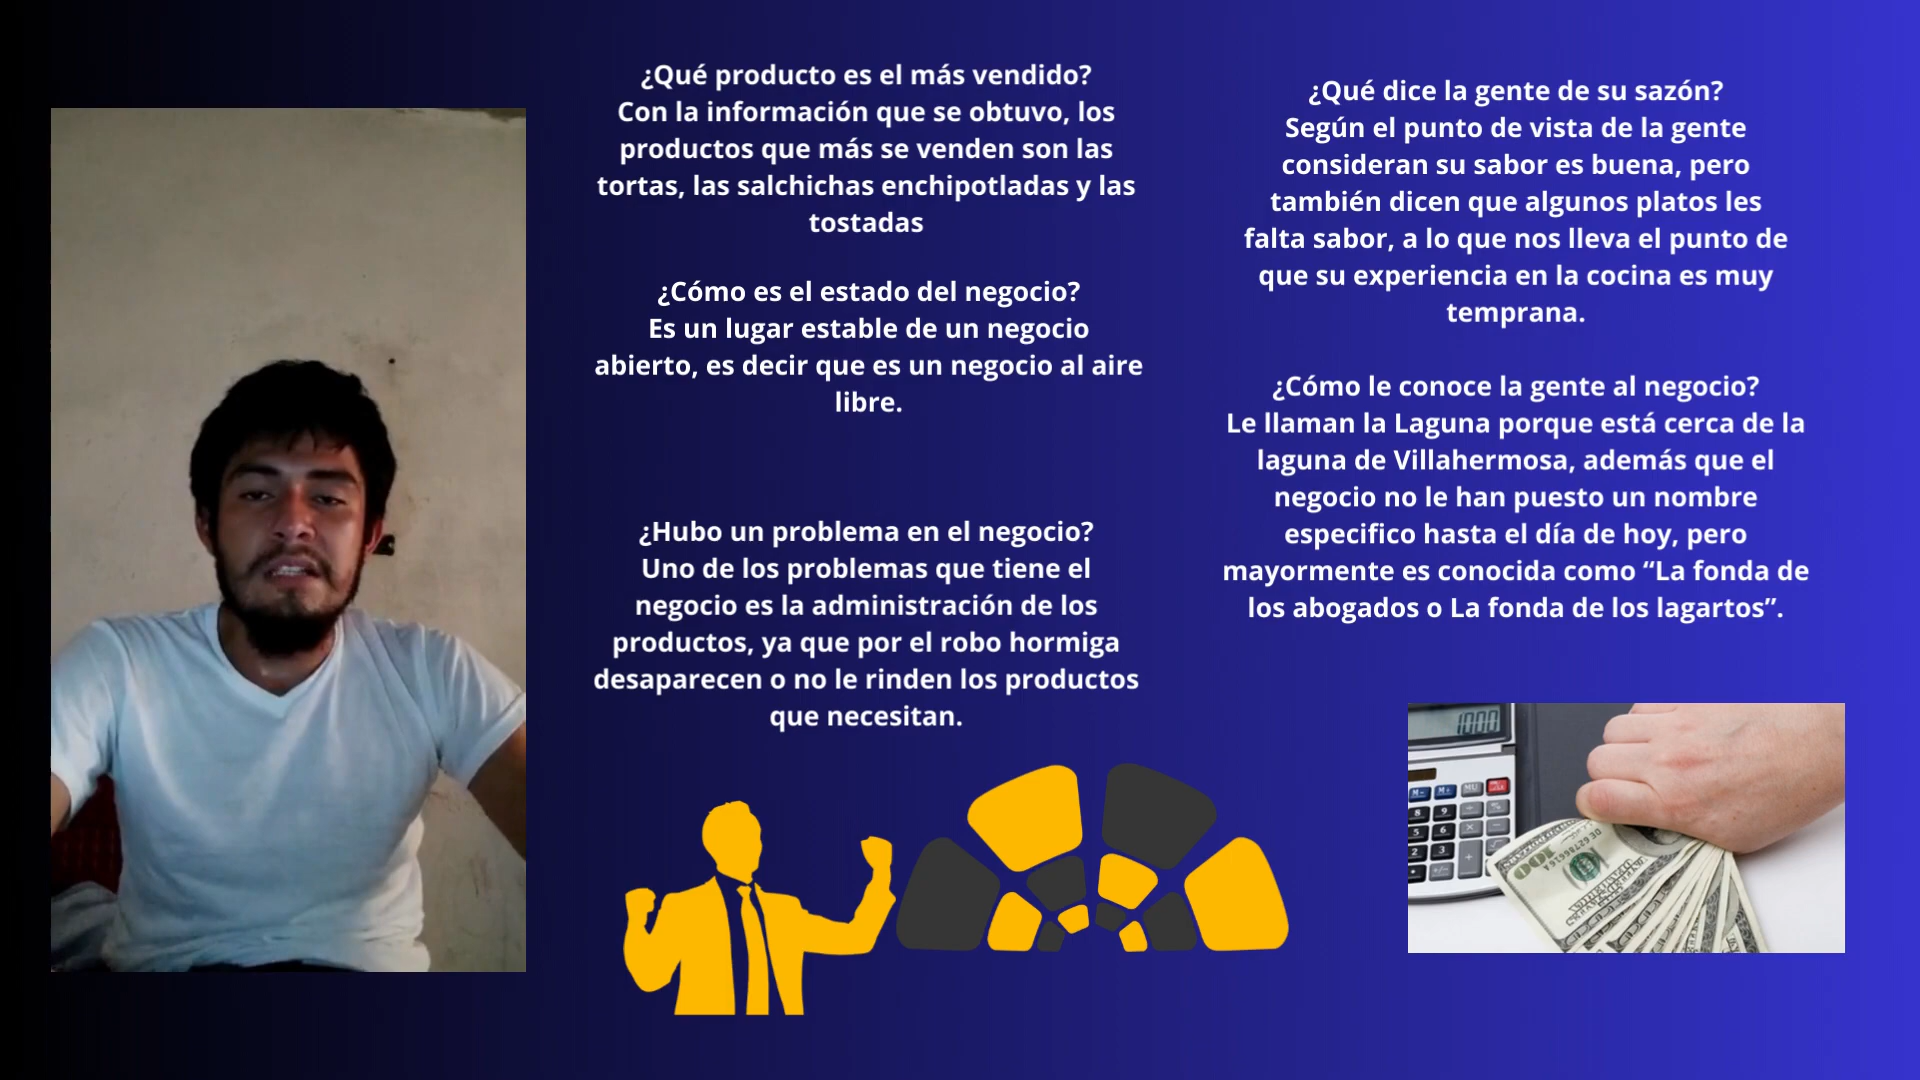 ¿Qué producto es el más vendido?
Con la información que se obtuvo, los
productos que más se venden son las
tortas, las salchichas enchipotladas y las
tostadas
¿Cómo es el estado del negocio?
Es un lugar estable de un negocio
abierto, es decir que es un negocio al aire
libre.
¿Hubo un problema en el negocio?
Uno de los problemas que tiene el
negocio es la administración de los
productos, ya que por el robo hormiga
desaparecen o no le rinden los productos
que necesitan.
¿Qué dice la gente de su sazón?
Según el punto de vista de la gente
consideran su sabor es buena, pero
también dicen que algunos platos les
falta sabor, a lo que nos lleva el punto de
que su experiencia en la cocina es muy
temprana.
¿Cómo le conoce la gente al negocio?
Le llaman la Laguna porque está cerca de la
laguna de Villahermosa, además que el
negocio no le han puesto un nombre
especifico hasta el día de hoy, pero
mayormente es conocida como “La fonda de
los abogados o La fonda de los lagartos”.
1000
100